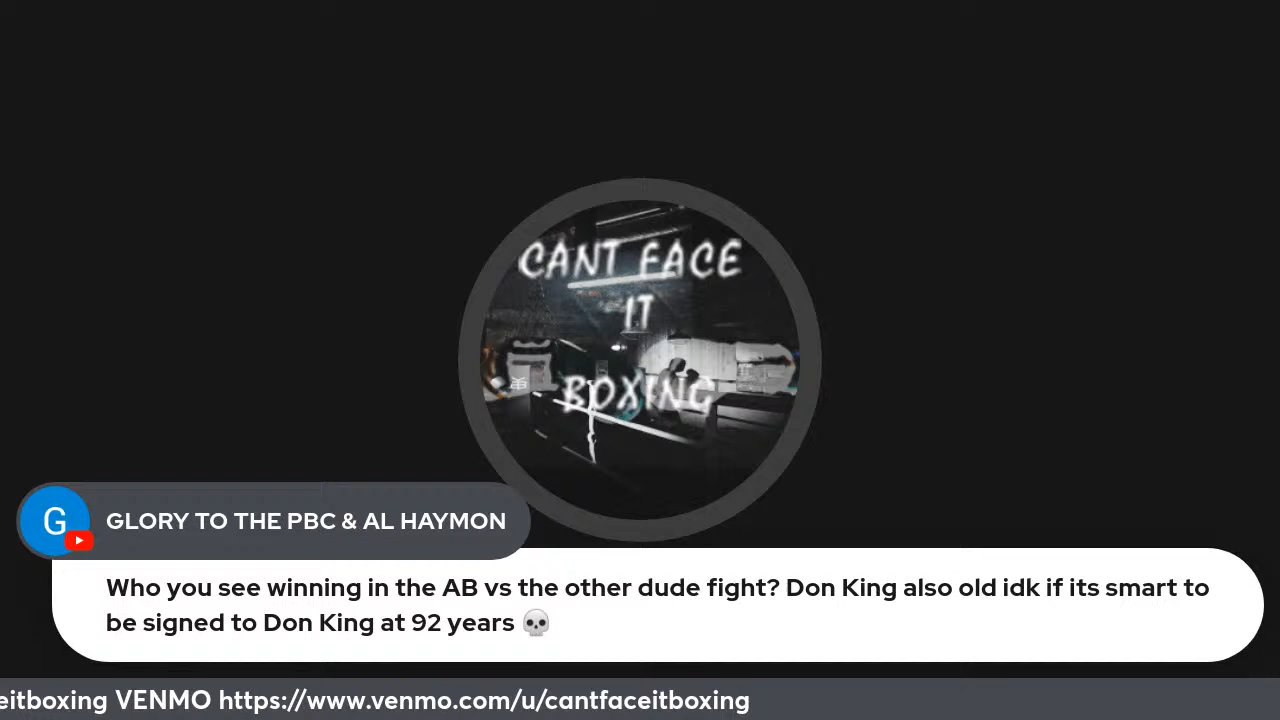 CANT FACE
IT
BOXING
G
GLORY TO THE PBC & AL HAYMON
Who you see winning in the AB vs the other dude fight? Don King also old idk if its smart to
be signed to Don King at 92 years 💀
eitboxing VENMO https://www.venmo.com/u/cantfaceitboxing